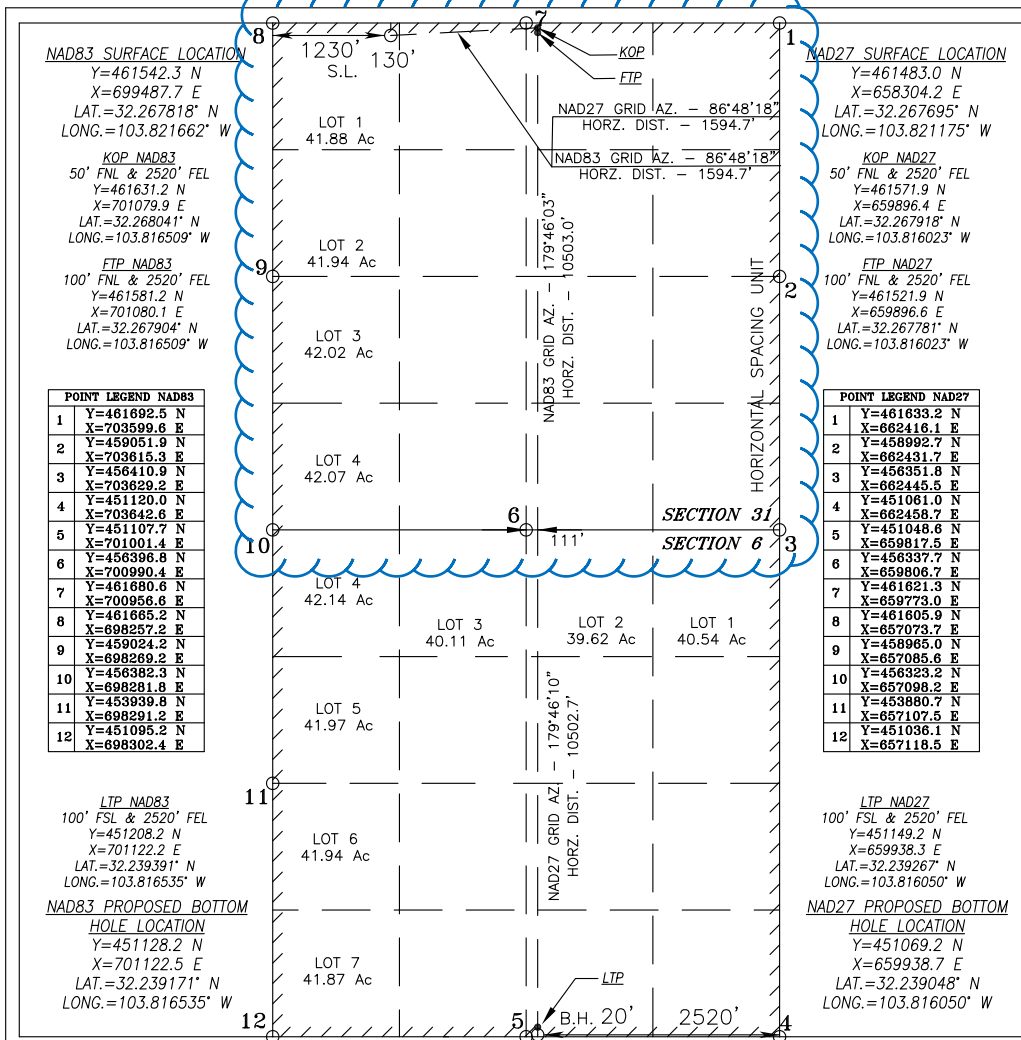 8
7
1
1230'
S.L.
130'
KOP
FTP
NAD83 SURFACE LOCATION
Y=461542.3 N
X=699487.7 E
LAT.=32.267818° N
LONG.=103.821662° W
KOP NAD83
50' FNL & 2520' FEL
Y=461631.2 N
X=701079.9 E
LAT.=32.268041° N
LONG.=103.816509° W
FTP NAD83
100' FNL & 2520' FEL
Y=461581.2 N
X=701080.1 E
LAT.=32.267904° N
LONG.=103.816509° W
POINT LEGEND NAD83
1 Y=461692.5 N
X=703599.6 E
2 Y=459051.9 N
X=703615.3 E
3 Y=456410.9 N
X=703629.2 E
4 Y=451120.0 N
X=703642.6 E
5 Y=451107.7 N
X=701001.4 E
6 Y=456396.8 N
X=700990.4 E
7 Y=461680.6 N
X=700956.6 E
8 Y=461665.2 N
X=698257.2 E
9 Y=459024.2 N
X=698269.2 E
10 Y=456382.3 N
X=698281.8 E
11 Y=453939.8 N
X=698291.2 E
12 Y=451095.2 N
X=698302.4 E
LTP NAD83
100' FSL & 2520' FEL
Y=451208.2 N
X=701122.2 E
LAT.=32.239391° N
LONG.=103.816535° W
NAD83 PROPOSED BOTTOM
HOLE LOCATION
Y=451128.2 N
X=701122.5 E
LAT.=32.239171° N
LONG.=103.816535° W
NAD27 GRID AZ. – 86°48'18"
HORZ. DIST. – 1594.7'
NAD83 GRID AZ. – 86°48'18"
HORZ. DIST. – 1594.7'
LOT 1
41.88 Ac
LOT 2
41.94 Ac
9
2
LOT 3
42.02 Ac
LOT 4
42.07 Ac
NAD83 GRID AZ. – 179°46'03"
HORZ. DIST. – 10503.0'
HORIZONTAL SPACING UNIT
SECTION 31
10
6
111'
3
SECTION 6
LOT 4
42.14 Ac
LOT 3
40.11 Ac
LOT 2
39.62 Ac
LOT 1
40.54 Ac
LOT 5
41.97 Ac
11
LOT 6
41.94 Ac
NAD27 GRID AZ. – 179°46'10"
HORZ. DIST. – 10502.7'
LOT 7
41.87 Ac
LTP
12
5
B.H. 20'
2520'
4
NAD27 SURFACE LOCATION
Y=461483.0 N
X=658304.2 E
LAT.=32.267695° N
LONG.=103.821175° W
KOP NAD27
50' FNL & 2520' FEL
Y=461571.9 N
X=659896.4 E
LAT.=32.267918° N
LONG.=103.816023° W
FTP NAD27
100' FNL & 2520' FEL
Y=461521.9 N
X=659896.6 E
LAT.=32.267781° N
LONG.=103.816023° W
POINT LEGEND NAD27
1 Y=461633.2 N
X=662416.1 E
2 Y=458992.7 N
X=662431.7 E
3 Y=456351.8 N
X=662445.5 E
4 Y=451061.0 N
X=662458.7 E
5 Y=451048.6 N
X=659817.5 E
6 Y=456337.7 N
X=659806.7 E
7 Y=461621.3 N
X=659773.0 E
8 Y=461605.9 N
X=657073.7 E
9 Y=458965.0 N
X=657085.6 E
10 Y=456323.2 N
X=657098.2 E
11 Y=453880.7 N
X=657107.5 E
12 Y=451036.1 N
X=657118.5 E
LTP NAD27
100' FSL & 2520' FEL
Y=451149.2 N
X=659938.3 E
LAT.=32.239267° N
LONG.=103.816050° W
NAD27 PROPOSED BOTTOM
HOLE LOCATION
Y=451069.2 N
X=659938.7 E
LAT.=32.239048° N
LONG.=103.816050° W